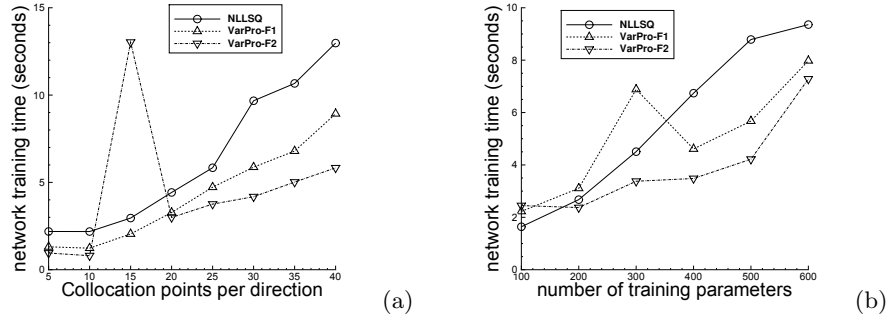 network training time (seconds)
15
10
5
0
NLLSQ
VarPro-F1
VarPro-F2
5 10 15 20 25 30 35 40
Collocation points per direction
(a)
network training time (seconds)
10
8
6
4
2
0
NLLSQ
VarPro-F1
VarPro-F2
100 200 300 400 500 600
number of training parameters
(b)